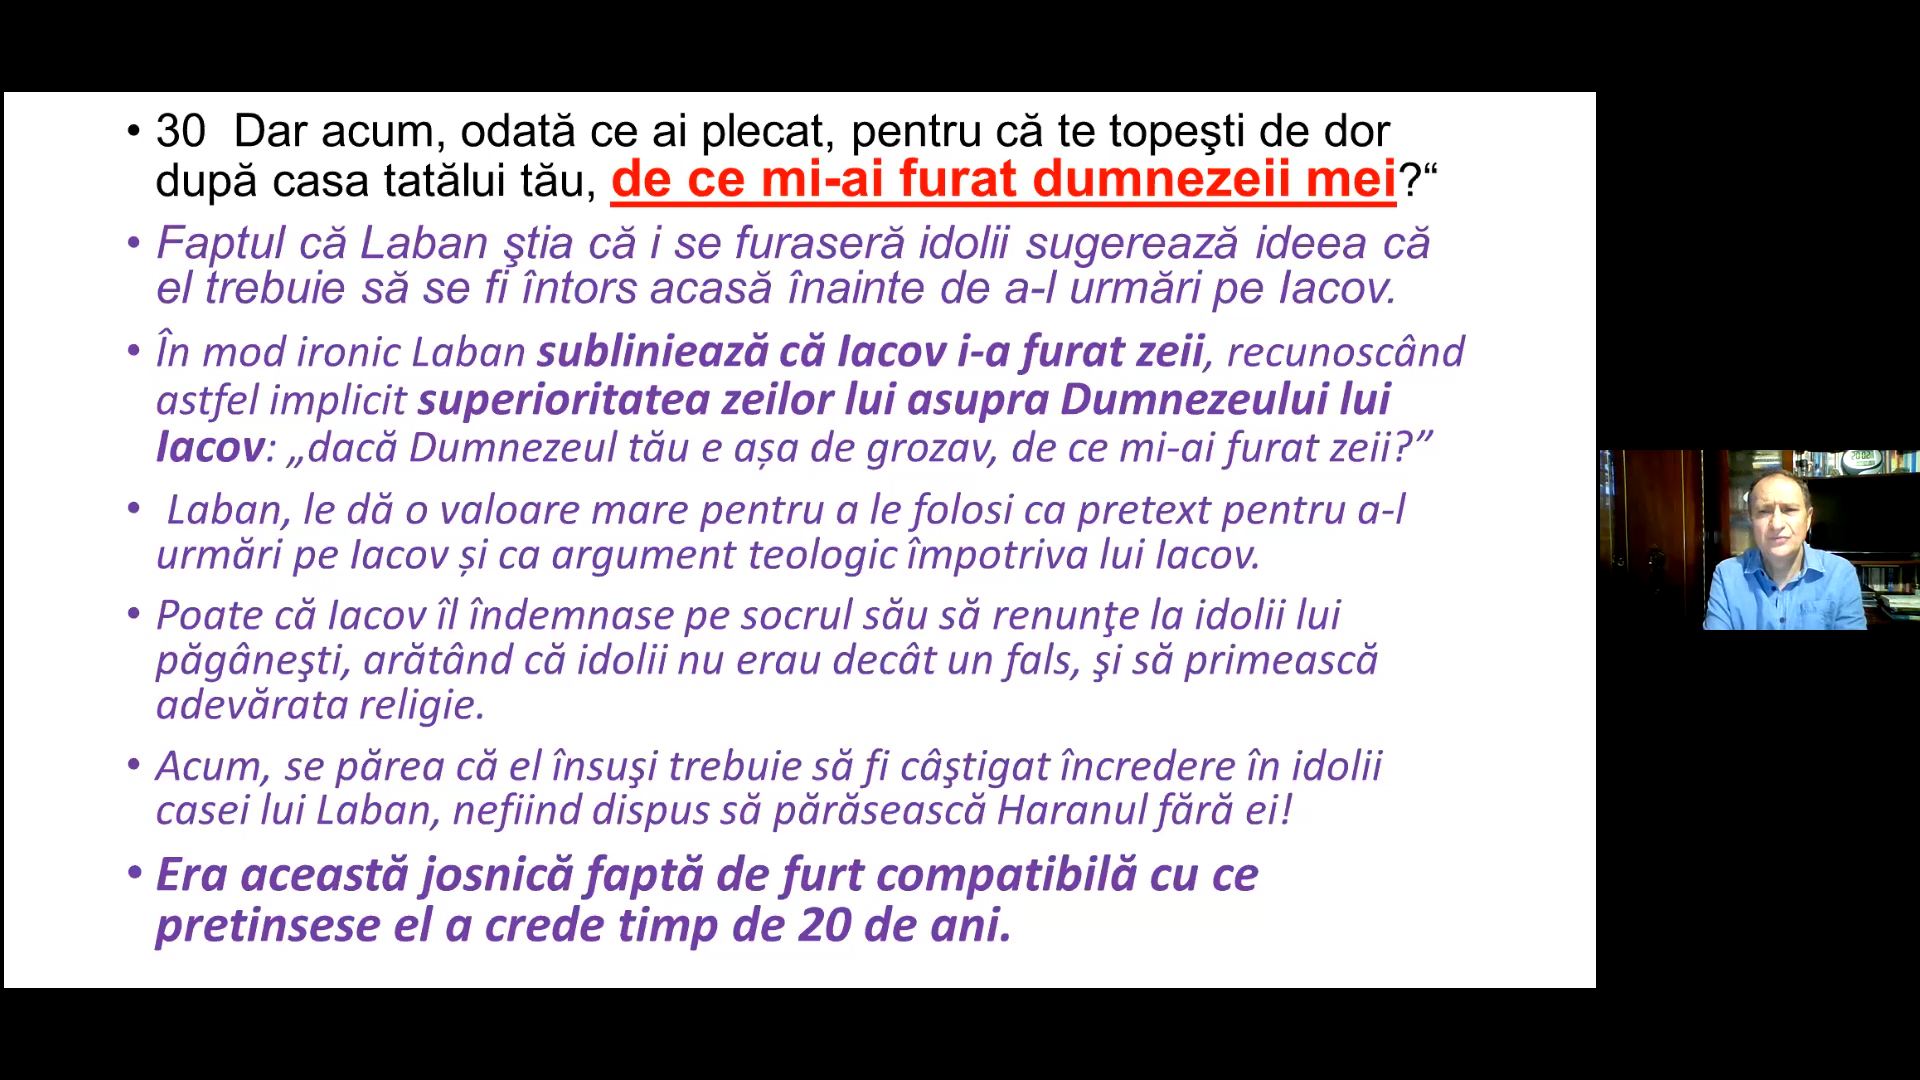 • 30  Dar acum, odată ce ai plecat, pentru că te topeşti de dor
după casa tatălui tău, de ce mi-ai furat dumnezeii mei?“
• Faptul că Laban ştia că i se furaseră idolii sugerează ideea că
el trebuie să se fi întors acasă înainte de a-l urmări pe Iacov.
• În mod ironic Laban subliniează că Iacov i-a furat zeii, recunoscând
astfel implicit superioritatea zeilor lui asupra Dumnezeului lui
Iacov: „dacă Dumnezeul tău e așa de grozav, de ce mi-ai furat zeii?”
• Laban, le dă o valoare mare pentru a le folosi ca pretext pentru a-l
urmări pe Iacov și ca argument teologic împotriva lui Iacov.
• Poate că Iacov îl îndemnase pe socrul său să renunţe la idolii lui
păgâneşti, arătând că idolii nu erau decât un fals, şi să primească
adevărata religie.
• Acum, se părea că el însuşi trebuie să fi câştigat încredere în idolii
casei lui Laban, nefiind dispus să părăsească Haranul fără ei!
• Era această josnică faptă de furt compatibilă cu ce
pretinsese el a crede timp de 20 de ani.